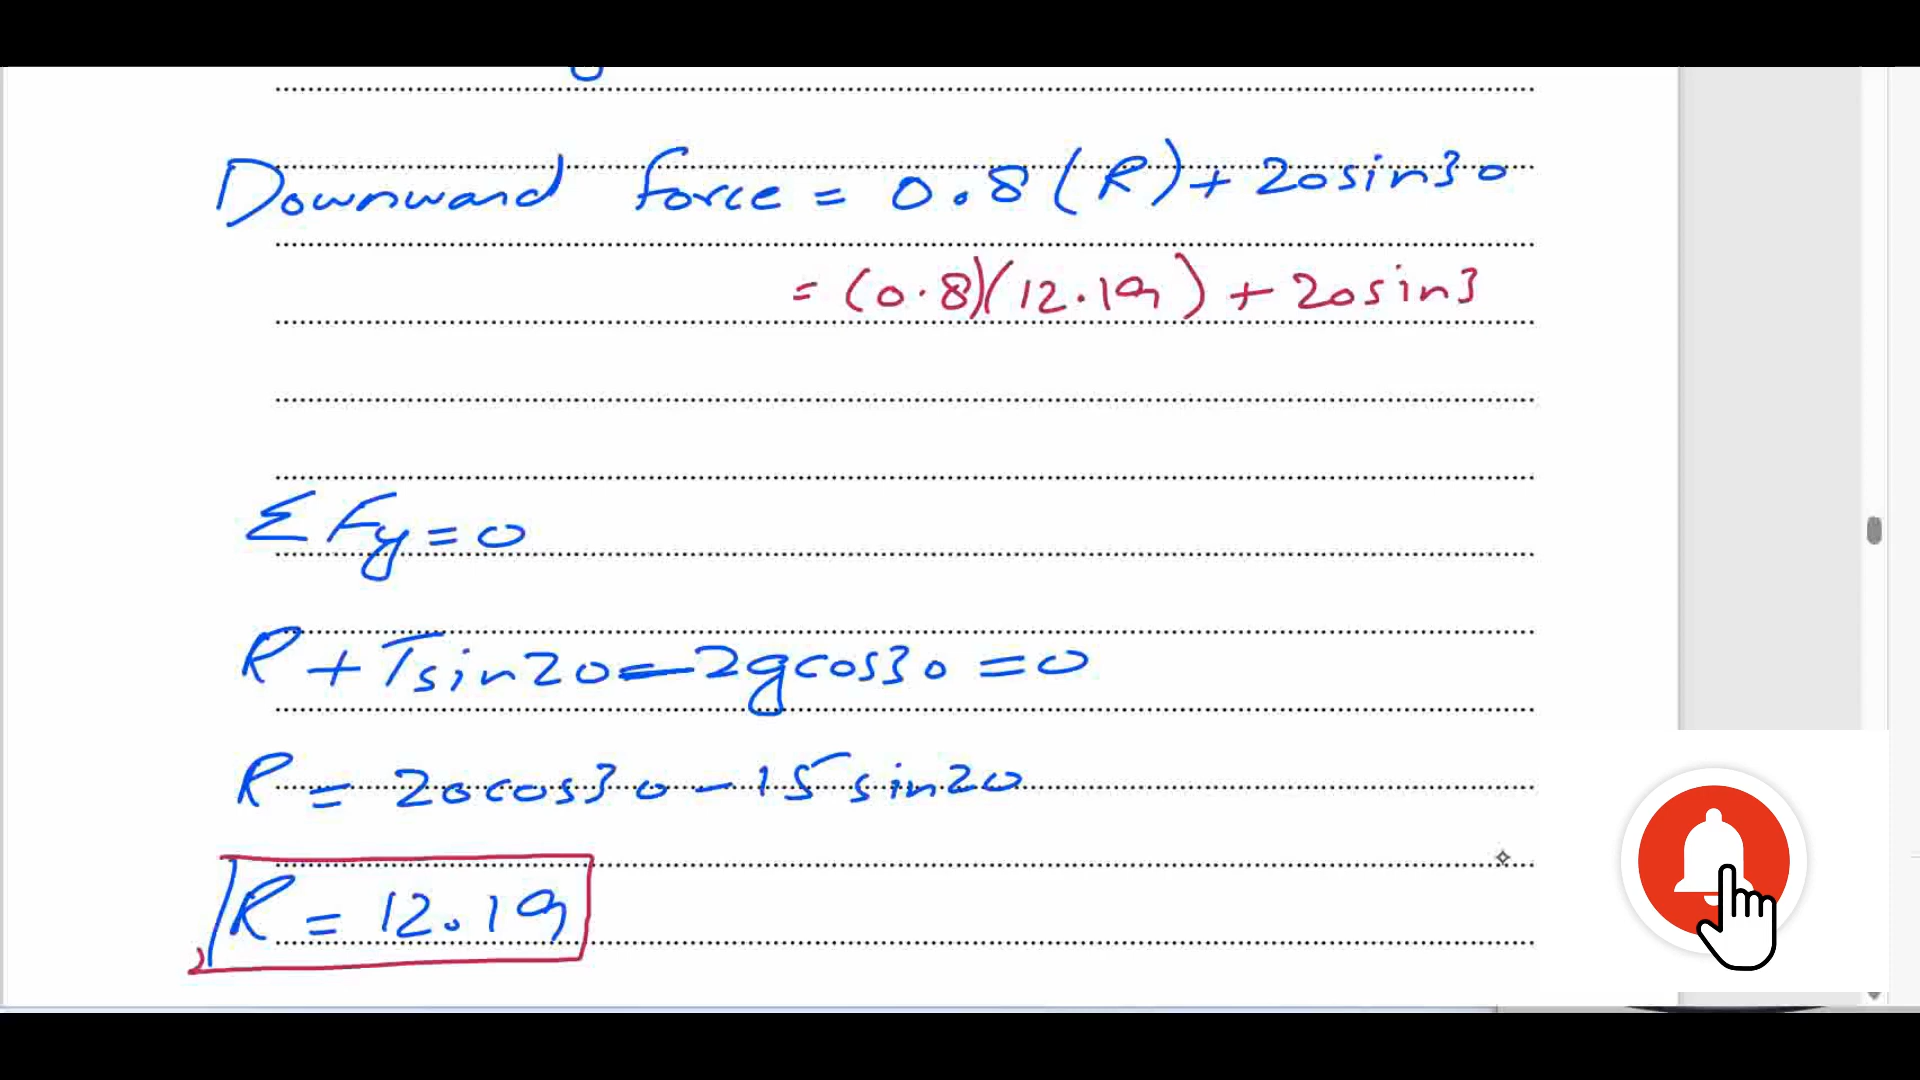 Downward force = 0.8(R)+20sin30
= (0.8)(12.19) + 20sin3
ΣFy=0
R+Tsin20-2gcos30=0
R = 20cos30-15sin20
R = 12.19